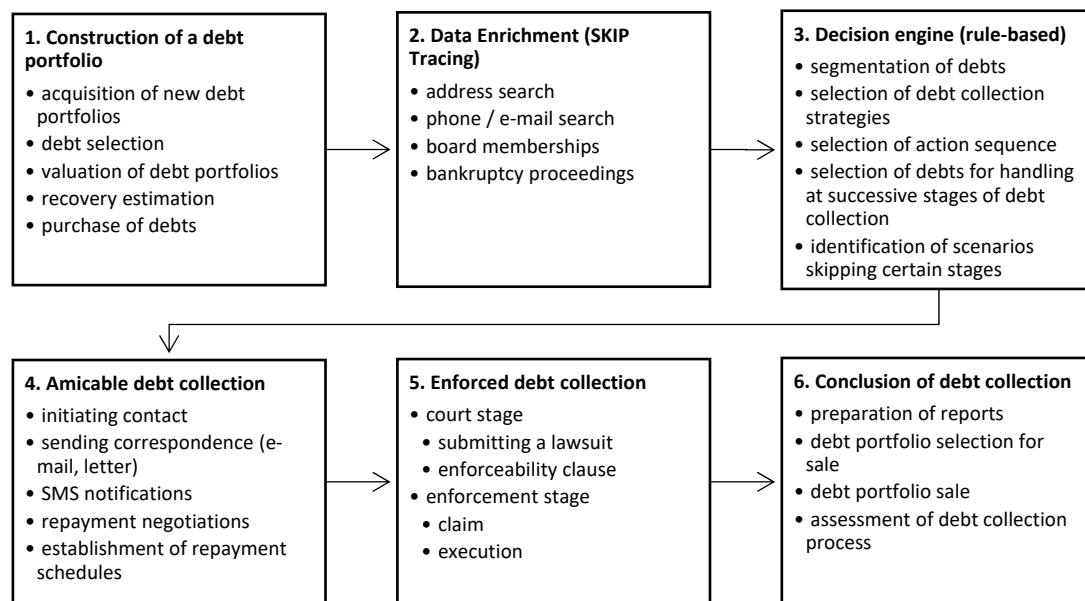 1. Construction of a debt
portfolio
• acquisition of new debt
portfolios
• debt selection
• valuation of debt portfolios
• recovery estimation
• purchase of debts
2. Data Enrichment (SKIP
Tracing)
• address search
• phone / e-mail search
• board memberships
• bankruptcy proceedings
3. Decision engine (rule-based)
• segmentation of debts
• selection of debt collection
strategies
• selection of action sequence
• selection of debts for handling
at successive stages of debt
collection
• identification of scenarios
skipping certain stages
4. Amicable debt collection
• initiating contact
• sending correspondence (e-
mail, letter)
• SMS notifications
• repayment negotiations
• establishment of repayment
schedules
5. Enforced debt collection
• court stage
• submitting a lawsuit
• enforceability clause
• enforcement stage
• claim
• execution
6. Conclusion of debt collection
• preparation of reports
• debt portfolio selection for
sale
• debt portfolio sale
• assessment of debt collection
process